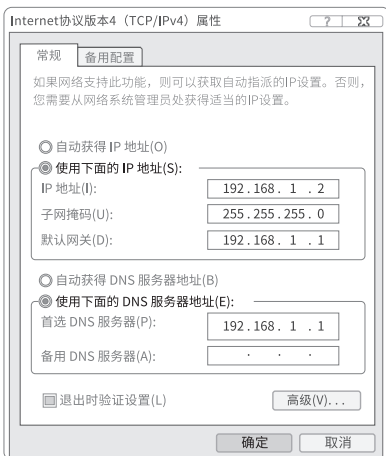 Internet协议版本4（TCP/IPv4）属性
常规 备用配置
如果网络支持此功能，则可以获取自动指派的IP设置。否则，
您需要从网络系统管理员处获得适当的IP设置。
自动获得 IP 地址(O)
使用下面的 IP 地址(S):
IP 地址(I): 192.168. 1 .2
子网掩码(U): 255.255.255. 0
默认网关(D): 192.168. 1 .1
自动获得 DNS 服务器地址(B)
使用下面的 DNS 服务器地址(E):
首选 DNS 服务器(P): 192.168. 1 .1
备用 DNS 服务器(A): . . .
退出时验证设置(L) 高级(V)...
确定 取消